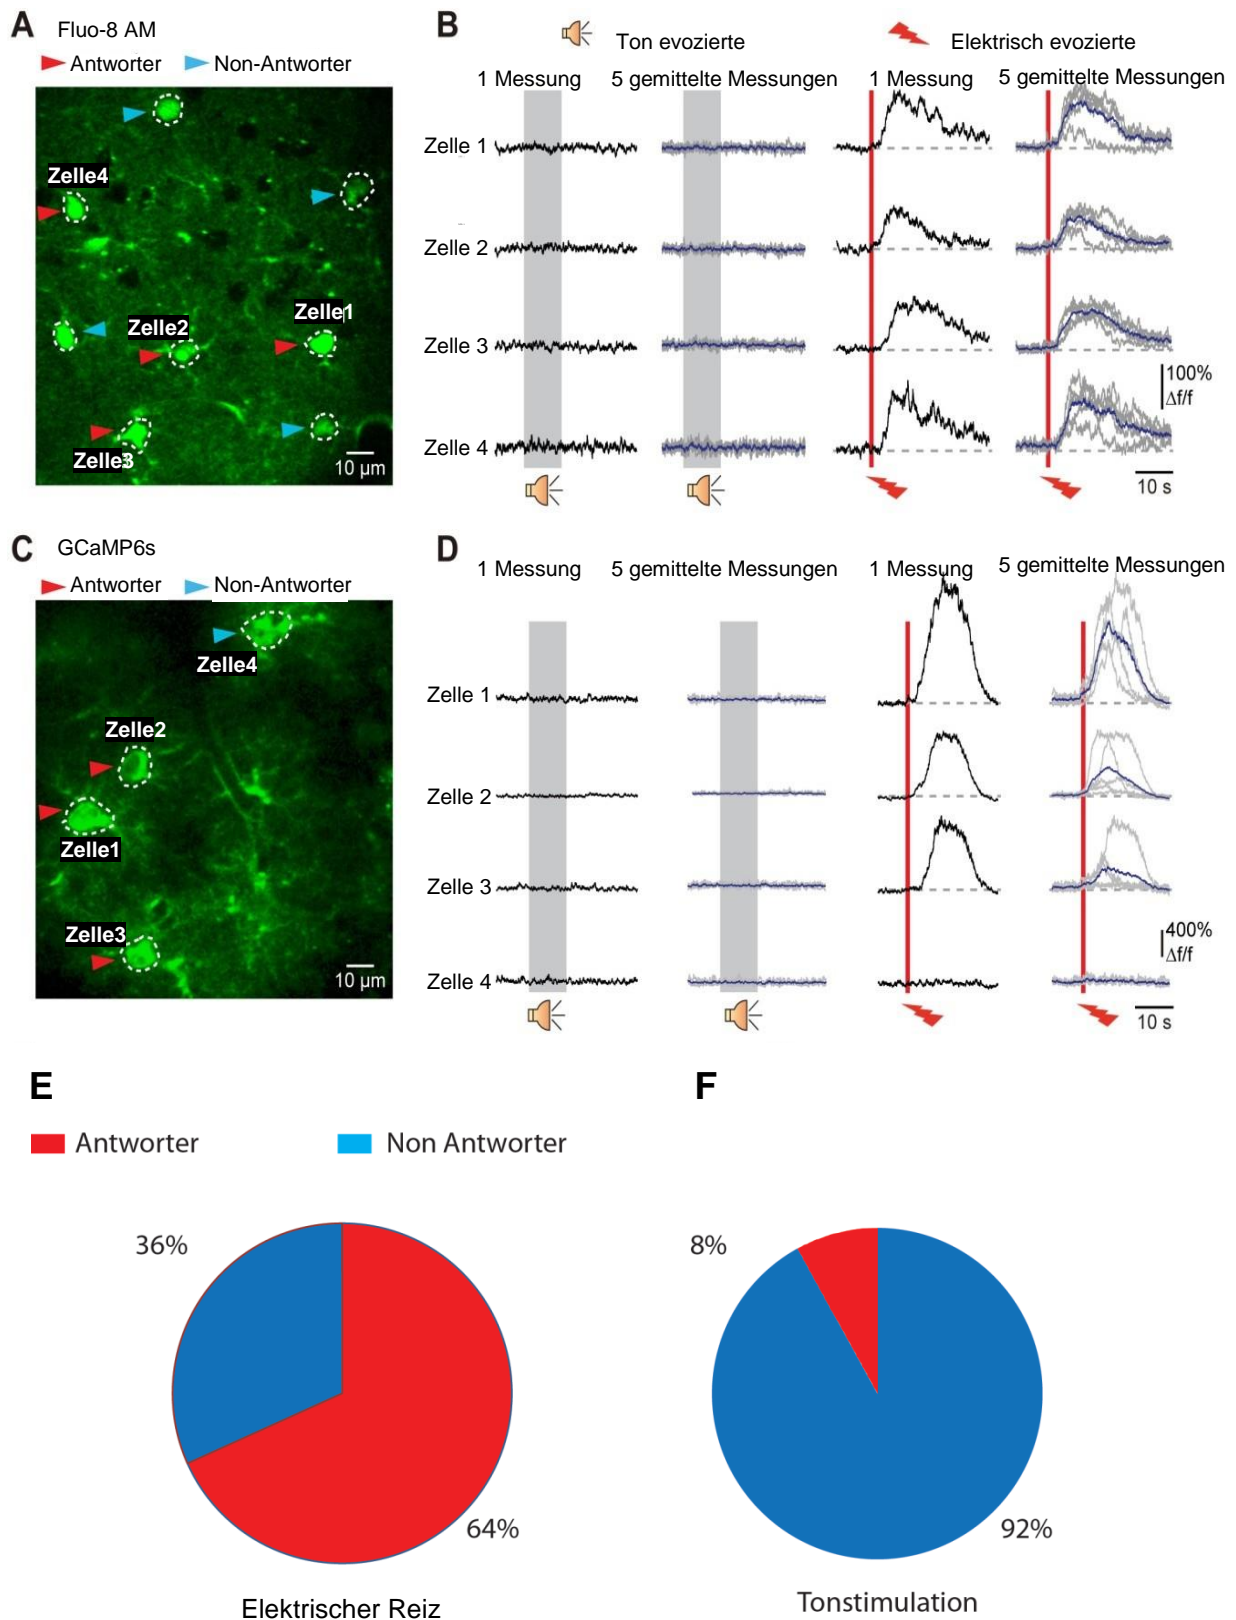 A Fluo-8 AM
Antworter Non-Antworter
Zelle4
Zelle2
Zelle1
Zelle3
10 µm
B Ton evozierte Elektrisch evozierte
1 Messung 5 gemittelte Messungen 1 Messung 5 gemittelte Messungen
Zelle 1
Zelle 2
Zelle 3
100%
Δf/f
Zelle 4
10 s
C GCaMP6s
Antworter Non-Antworter
Zelle4
Zelle2
Zelle1
Zelle3
10 µm
D
1 Messung 5 gemittelte Messungen 1 Messung 5 gemittelte Messungen
Zelle 1
Zelle 2
Zelle 3
400%
Δf/f
Zelle 4
10 s
E F
Antworter Non Antworter
36%
64%
Elektrischer Reiz
8%
92%
Tonstimulation